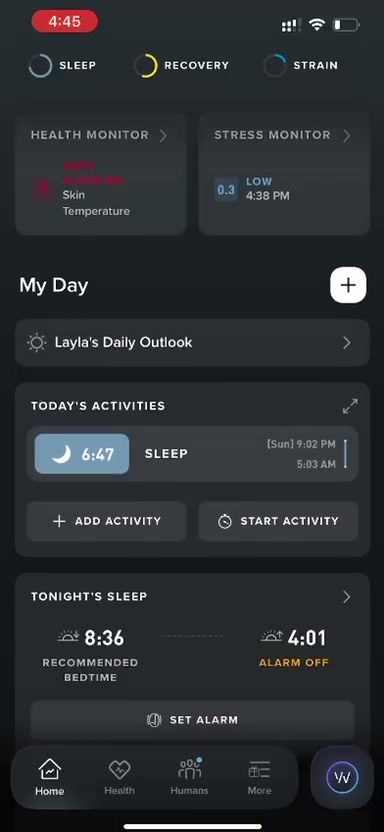 4:45
SLEEP
RECOVERY
STRAIN
HEALTH MONITOR
STRESS MONITOR
Skin
Temperature
0.3
LOW
4:38 PM
My Day
Layla's Daily Outlook
TODAY'S ACTIVITIES
6:47
SLEEP
[Sun] 9:02 PM
5:03 AM
ADD ACTIVITY
START ACTIVITY
TONIGHT'S SLEEP
8:36
4:01
RECOMMENDED
BEDTIME
ALARM OFF
SET ALARM
Home
Health
Humans
More